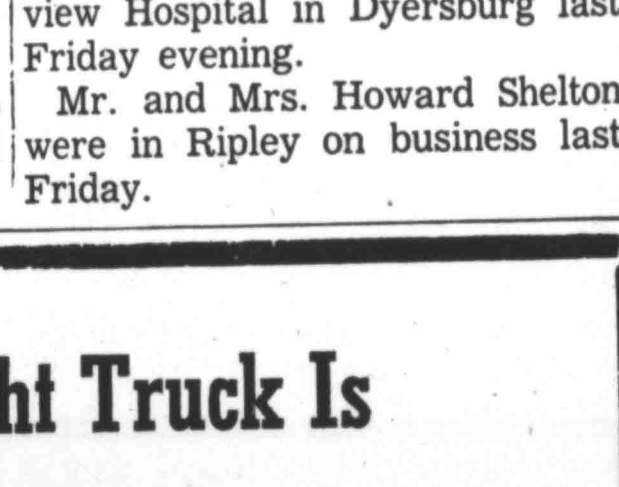 view Hospital in Dyersburg last
Friday evening.
Mr. and Mrs. Howard Shelton
were in Ripley on business last
Friday.
ht Truck Is